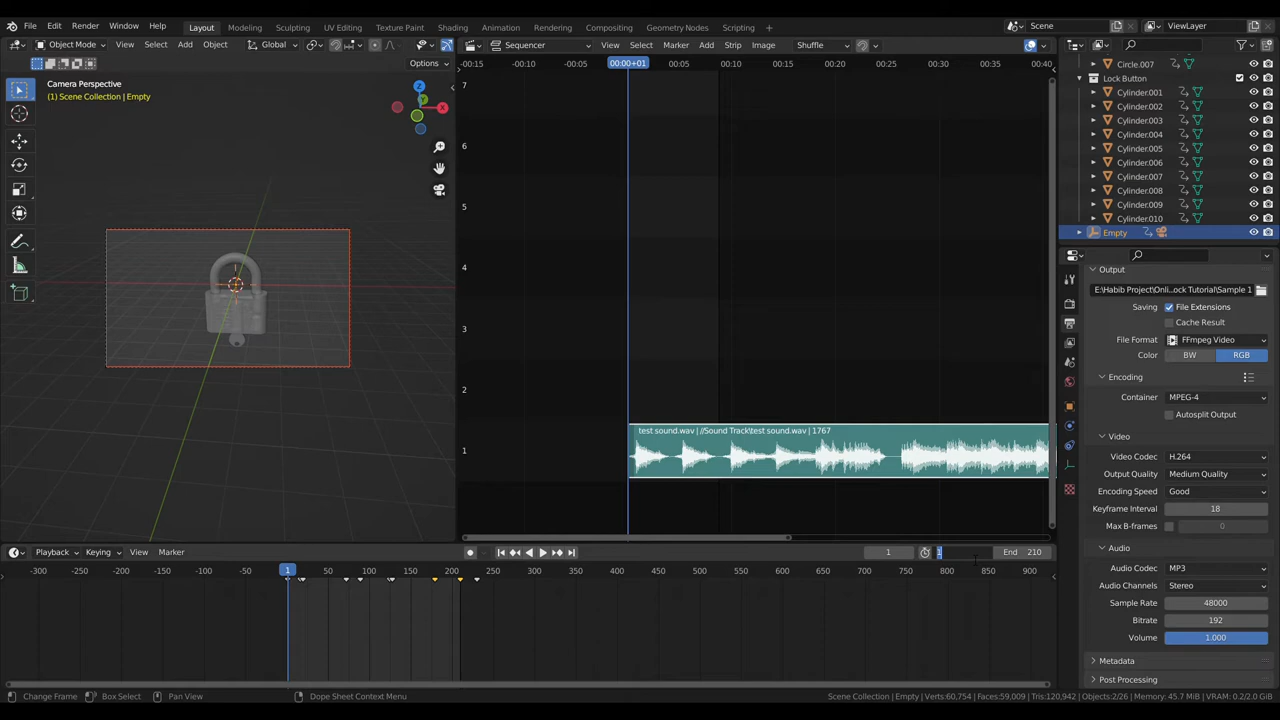 File Edit Render Window Help Layout Modeling Sculpting UV Editing Texture Paint Shading Animation Rendering Compositing Geometry Nodes Scripting + Scene ViewLayer
Object Mode View Select Add Object Global
Sequencer View Select Marker Add Strip Image Shuffle
Options
Camera Perspective
(1) Scene Collection | Empty
Z
Y
X
-00:15 -00:10 -00:05 00:00+01 00:05 00:10 00:15 00:20 00:25 00:30 00:35 00:40
7
6
5
4
3
2
1
test sound.wav | //Sound Track\test sound.wav | 1767
Circle.007
Lock Button
Cylinder.001
Cylinder.002
Cylinder.003
Cylinder.004
Cylinder.005
Cylinder.006
Cylinder.007
Cylinder.008
Cylinder.009
Cylinder.010
Empty
Output
E:\Habib Project\Onli...ock Tutorial\Sample 1
Saving File Extensions
Cache Result
File Format FFmpeg Video
Color BW RGB
Encoding
Container MPEG-4
Autosplit Output
Video
Video Codec H.264
Output Quality Medium Quality
Encoding Speed Good
Keyframe Interval 18
Max B-frames 0
Audio
Audio Codec MP3
Audio Channels Stereo
Sample Rate 48000
Bitrate 192
Volume 1.000
Metadata
Post Processing
Playback Keying View Marker 1 1 End 210
-300 -250 -200 -150 -100 -50 1 50 100 150 200 250 300 350 400 450 500 550 600 650 700 750 800 850 900
Change Frame Box Select Pan View Dope Sheet Context Menu
Scene Collection | Empty | Verts:60,754 | Faces:59,009 | Tris:120,942 | Objects:2/26 | Memory: 45.7 MiB | VRAM: 0.2/2.0 GiB